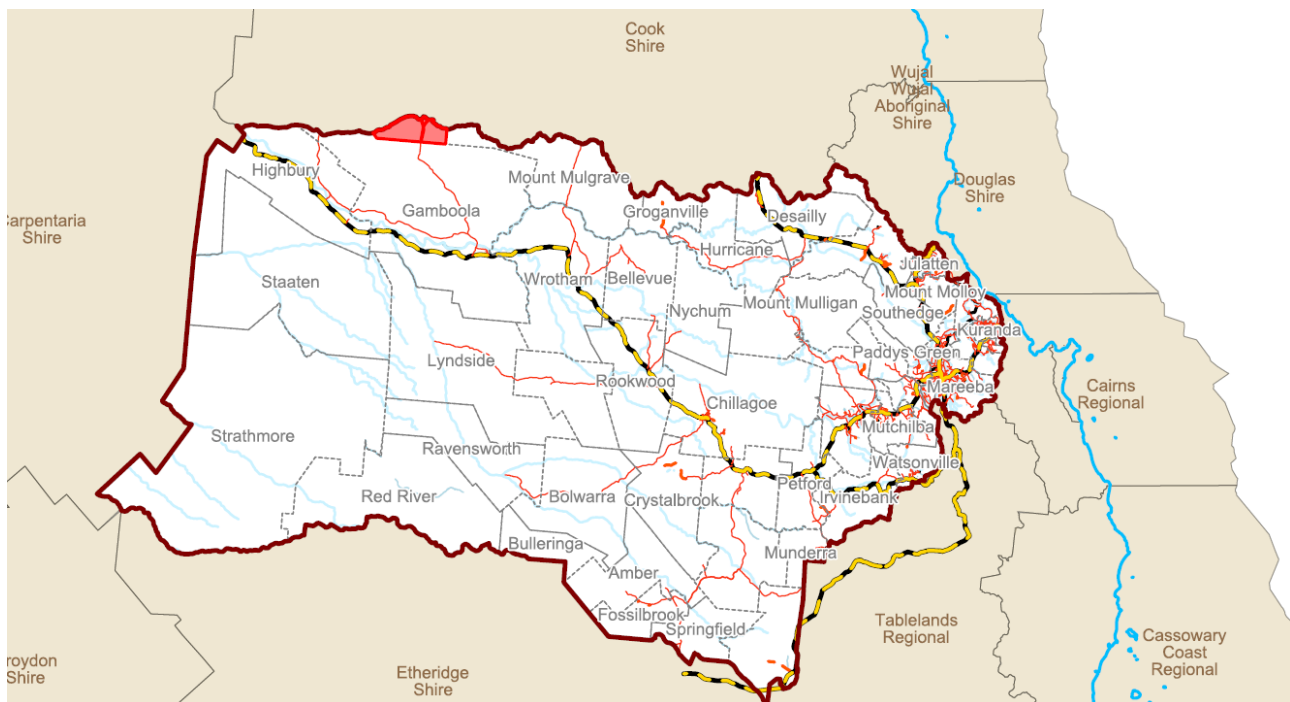 Cook
Shire
Wujal
Wujal
Aboriginal
Shire
Highbury
Mount Mulgrave
Douglas
Shire
Gamboola
Groganville
Desailly
Carpentaria
Shire
Hurricane
Julatten
Staaten
Wrotham
Bellevue
Mount Molloy
Mount Mulligan
Nychum
Southedge
Kuranda
Lyndside
Paddys Green
Rookwood
Mareeba
Cairns
Regional
Chillagoe
Mutchilba
Strathmore
Ravensworth
Watsonville
Red River
Bolwarra
Crystalbrook
Petford
Irvinebank
Bulleringa
Munderra
Amber
Fossilbrook
Springfield
Tablelands
Regional
Cassowary
Coast
Regional
Croydon
Shire
Etheridge
Shire